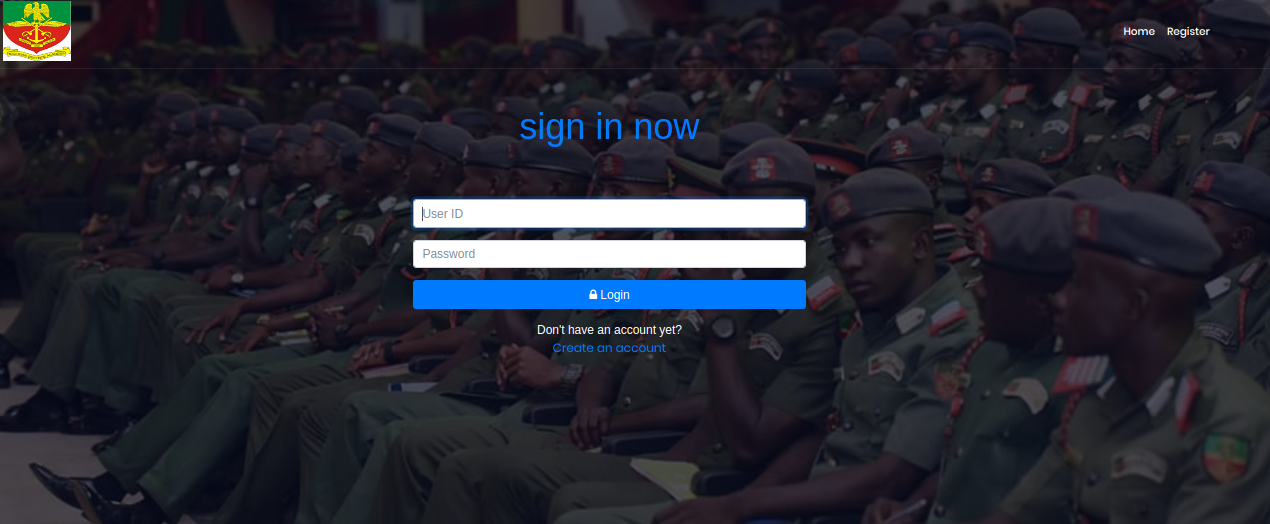 Home Register
sign in now
User ID
Password
Login
Don't have an account yet?
Create an account